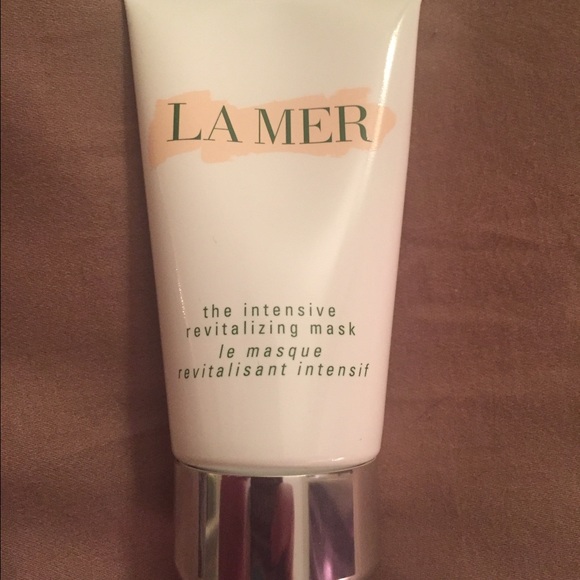 LA MER
the intensive
revitalizing mask
le masque
revitalisant intensif